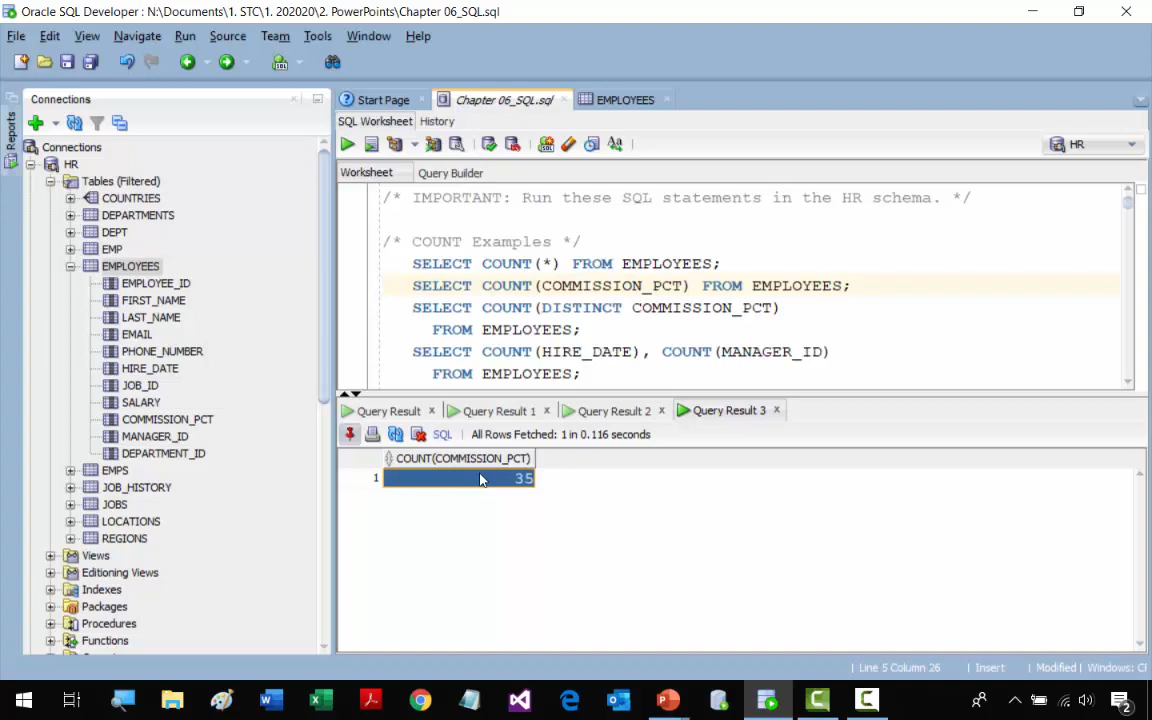 Oracle SQL Developer : N:\Documents\1. STC\1. 202020\2. PowerPoints\Chapter 06_SQL.sql
File Edit View Navigate Run Source Team Tools Window Help
Connections
Reports
Connections
HR
Tables (Filtered)
COUNTRIES
DEPARTMENTS
DEPT
EMP
EMPLOYEES
EMPLOYEE_ID
FIRST_NAME
LAST_NAME
EMAIL
PHONE_NUMBER
HIRE_DATE
JOB_ID
SALARY
COMMISSION_PCT
MANAGER_ID
DEPARTMENT_ID
EMPS
JOB_HISTORY
JOBS
LOCATIONS
REGIONS
Views
Editioning Views
Indexes
Packages
Procedures
Functions
Start Page Chapter 06_SQL.sql EMPLOYEES
SQL Worksheet History
HR
Worksheet Query Builder
/* IMPORTANT: Run these SQL statements in the HR schema. */
/* COUNT Examples */
SELECT COUNT(*) FROM EMPLOYEES;
SELECT COUNT(COMMISSION_PCT) FROM EMPLOYEES;
SELECT COUNT(DISTINCT COMMISSION_PCT)
FROM EMPLOYEES;
SELECT COUNT(HIRE_DATE), COUNT(MANAGER_ID)
FROM EMPLOYEES;
Query Result Query Result 1 Query Result 2 Query Result 3
SQL | All Rows Fetched: 1 in 0.116 seconds
COUNT(COMMISSION_PCT)
1 35
| Line 5 Column 26 | Insert | Modified | Windows: CF
2